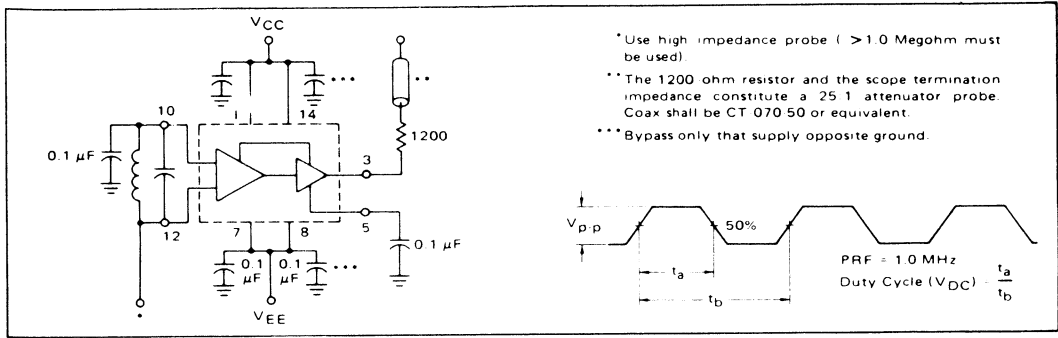 VCC
10
1
14
0.1 μF
3
1200
12
7
8
5
0.1 μF
0.1 μF
0.1 μF
VEE
*
**
***
***
* Use high impedance probe ( >1.0 Megohm must
be used)
** The 1200 ohm resistor and the scope termination
impedance constitute a 25 1 attenuator probe.
Coax shall be CT 070 50 or equivalent.
*** Bypass only that supply opposite ground.
Vp-p
50%
ta
tb
PRF = 1.0 MHz
Duty Cycle (VDC) - ta
tb